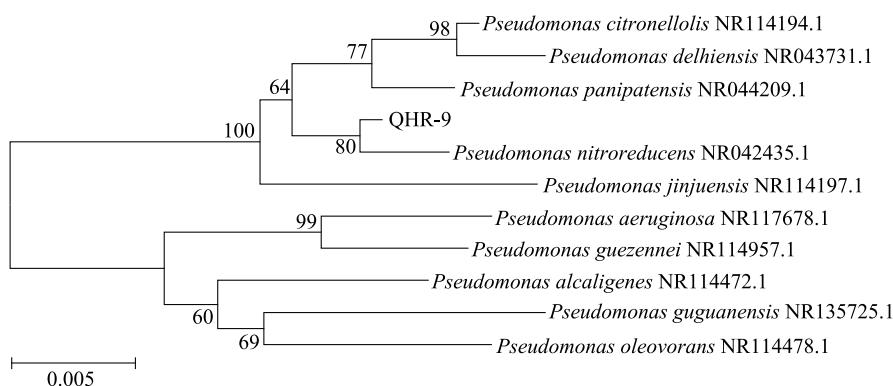 Pseudomonas citronellolis NR114194.1
98
Pseudomonas delhiensis NR043731.1
77
Pseudomonas panipatensis NR044209.1
64
QHR-9
100
80
Pseudomonas nitroreducens NR042435.1
Pseudomonas jinjuensis NR114197.1
Pseudomonas aeruginosa NR117678.1
99
Pseudomonas guezennei NR114957.1
Pseudomonas alcaligenes NR114472.1
60
Pseudomonas guguanensis NR135725.1
69
Pseudomonas oleovorans NR114478.1
0.005